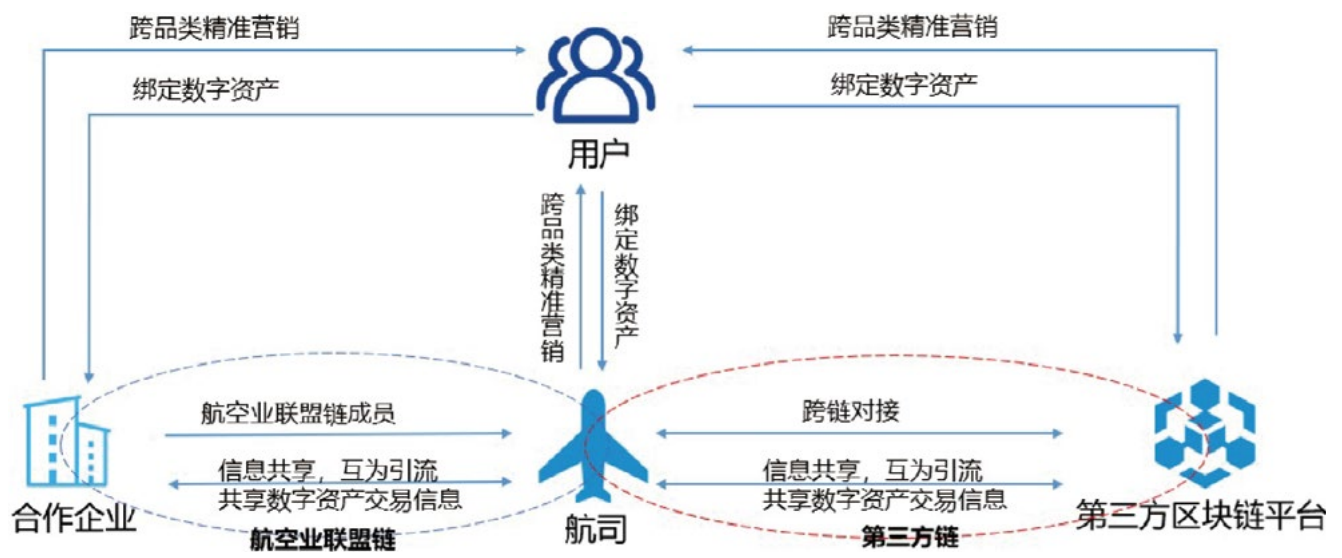 跨品类精准营销
跨品类精准营销
绑定数字资产
绑定数字资产
用户
跨品类精准营销
绑定数字资产
航空业联盟链成员
跨链对接
信息共享，互为引流
共享数字资产交易信息
信息共享，互为引流
共享数字资产交易信息
合作企业
航空业联盟链
航司
第三方链
第三方区块链平台